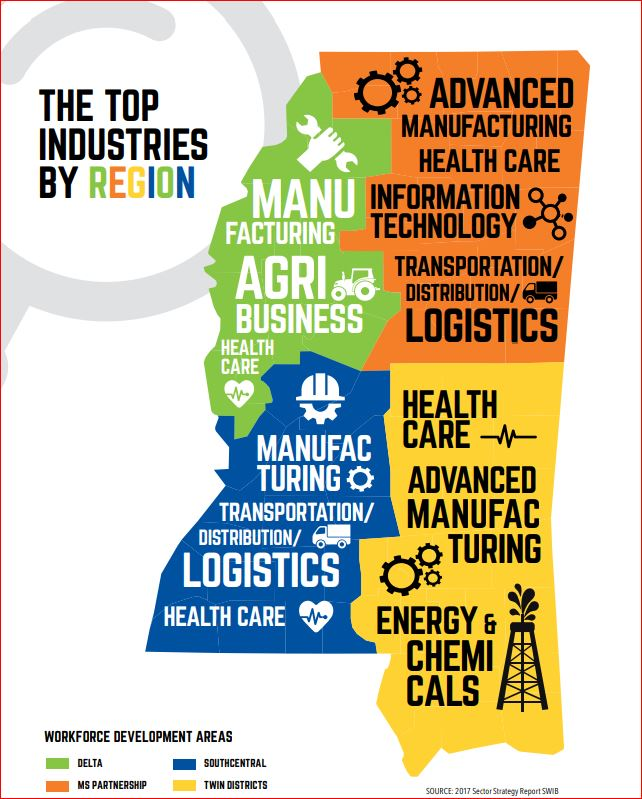 THE TOP
INDUSTRIES
BY REGION
ADVANCED
MANUFACTURING
HEALTH CARE
INFORMATION
TECHNOLOGY
TRANSPORTATION/
DISTRIBUTION/
LOGISTICS
MANU
FACTURING
AGRI
BUSINESS
HEALTH
CARE
MANUFAC
TURING
TRANSPORTATION/
DISTRIBUTION/
LOGISTICS
HEALTH CARE
HEALTH
CARE
ADVANCED
MANUFAC
TURING
ENERGY &
CHEMI
CALS
WORKFORCE DEVELOPMENT AREAS
DELTA
SOUTHCENTRAL
MS PARTNERSHIP
TWIN DISTRICTS
SOURCE: 2017 Sector Strategy Report SWIB